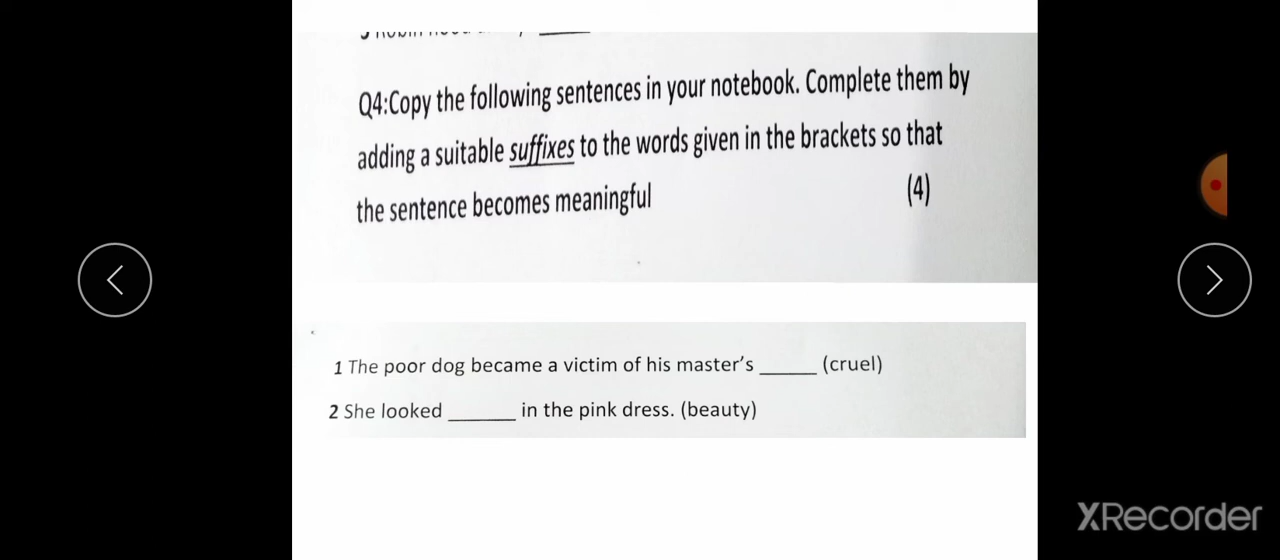 Q4:Copy the following sentences in your notebook. Complete them by
adding a suitable suffixes to the words given in the brackets so that
the sentence becomes meaningful (4)
1 The poor dog became a victim of his master's _____ (cruel)
2 She looked ______ in the pink dress. (beauty)
XRecorder